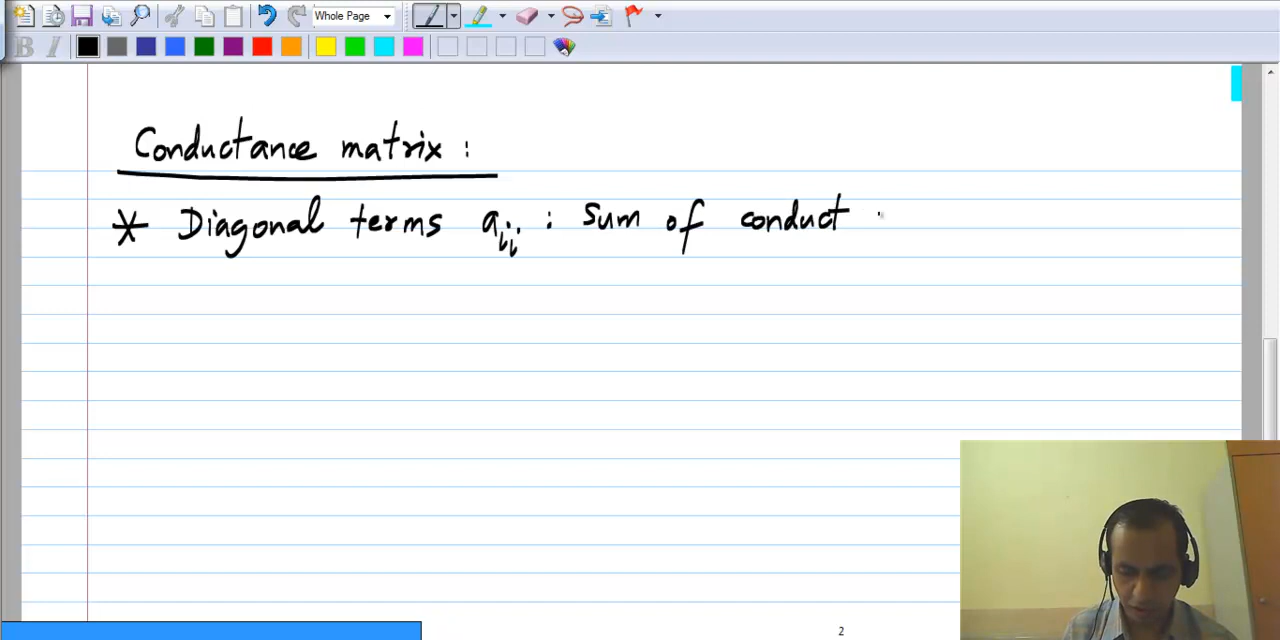 Whole Page
B I
Conductance matrix :
* Diagonal terms aii : Sum of conduct
2